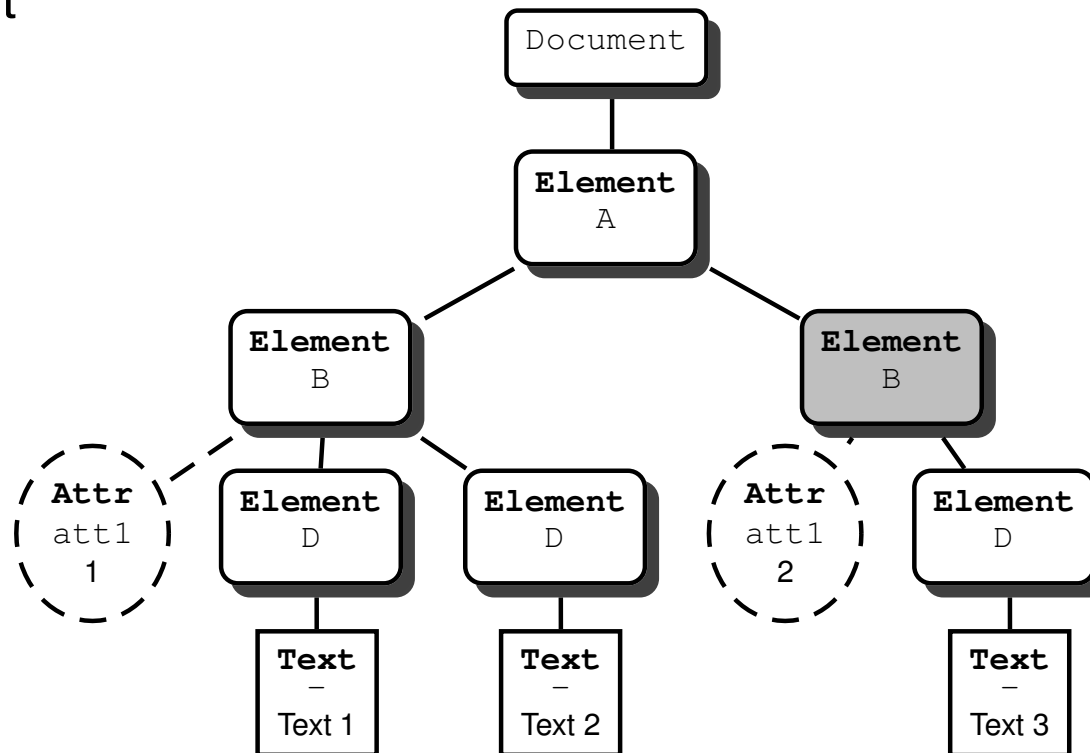 Document
Element
A
Element
B
Element
B
Attr
att1
1
Element
D
Element
D
Attr
att1
2
Element
D
Text
–
Text 1
Text
–
Text 2
Text
–
Text 3